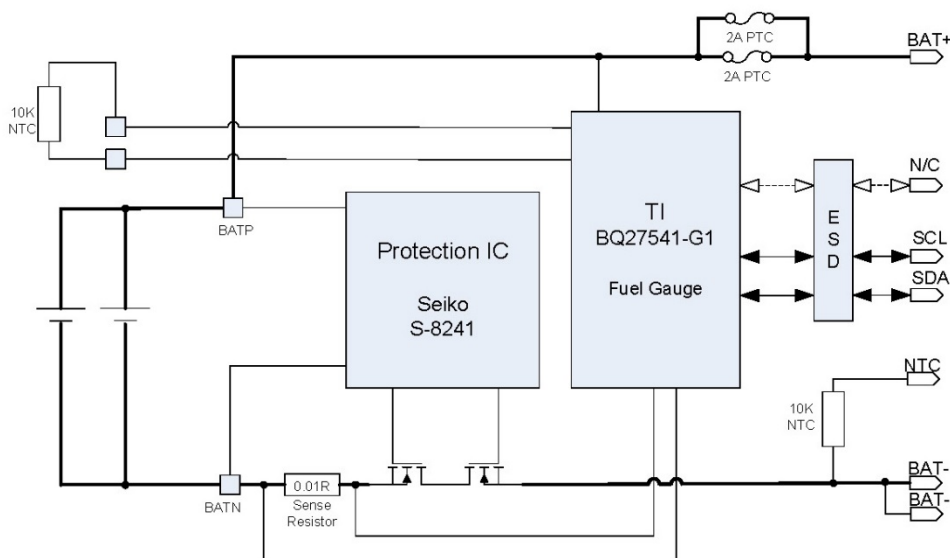 2A PTC
BAT+
2A PTC
10K
NTC
N/C
TI
BQ27541-G1
Fuel Gauge
ESD
SCL
SDA
BATP
Protection IC
Seiko
S-8241
NTC
10K
NTC
BATN
0.01R
Sense
Resistor
BAT-
BAT-